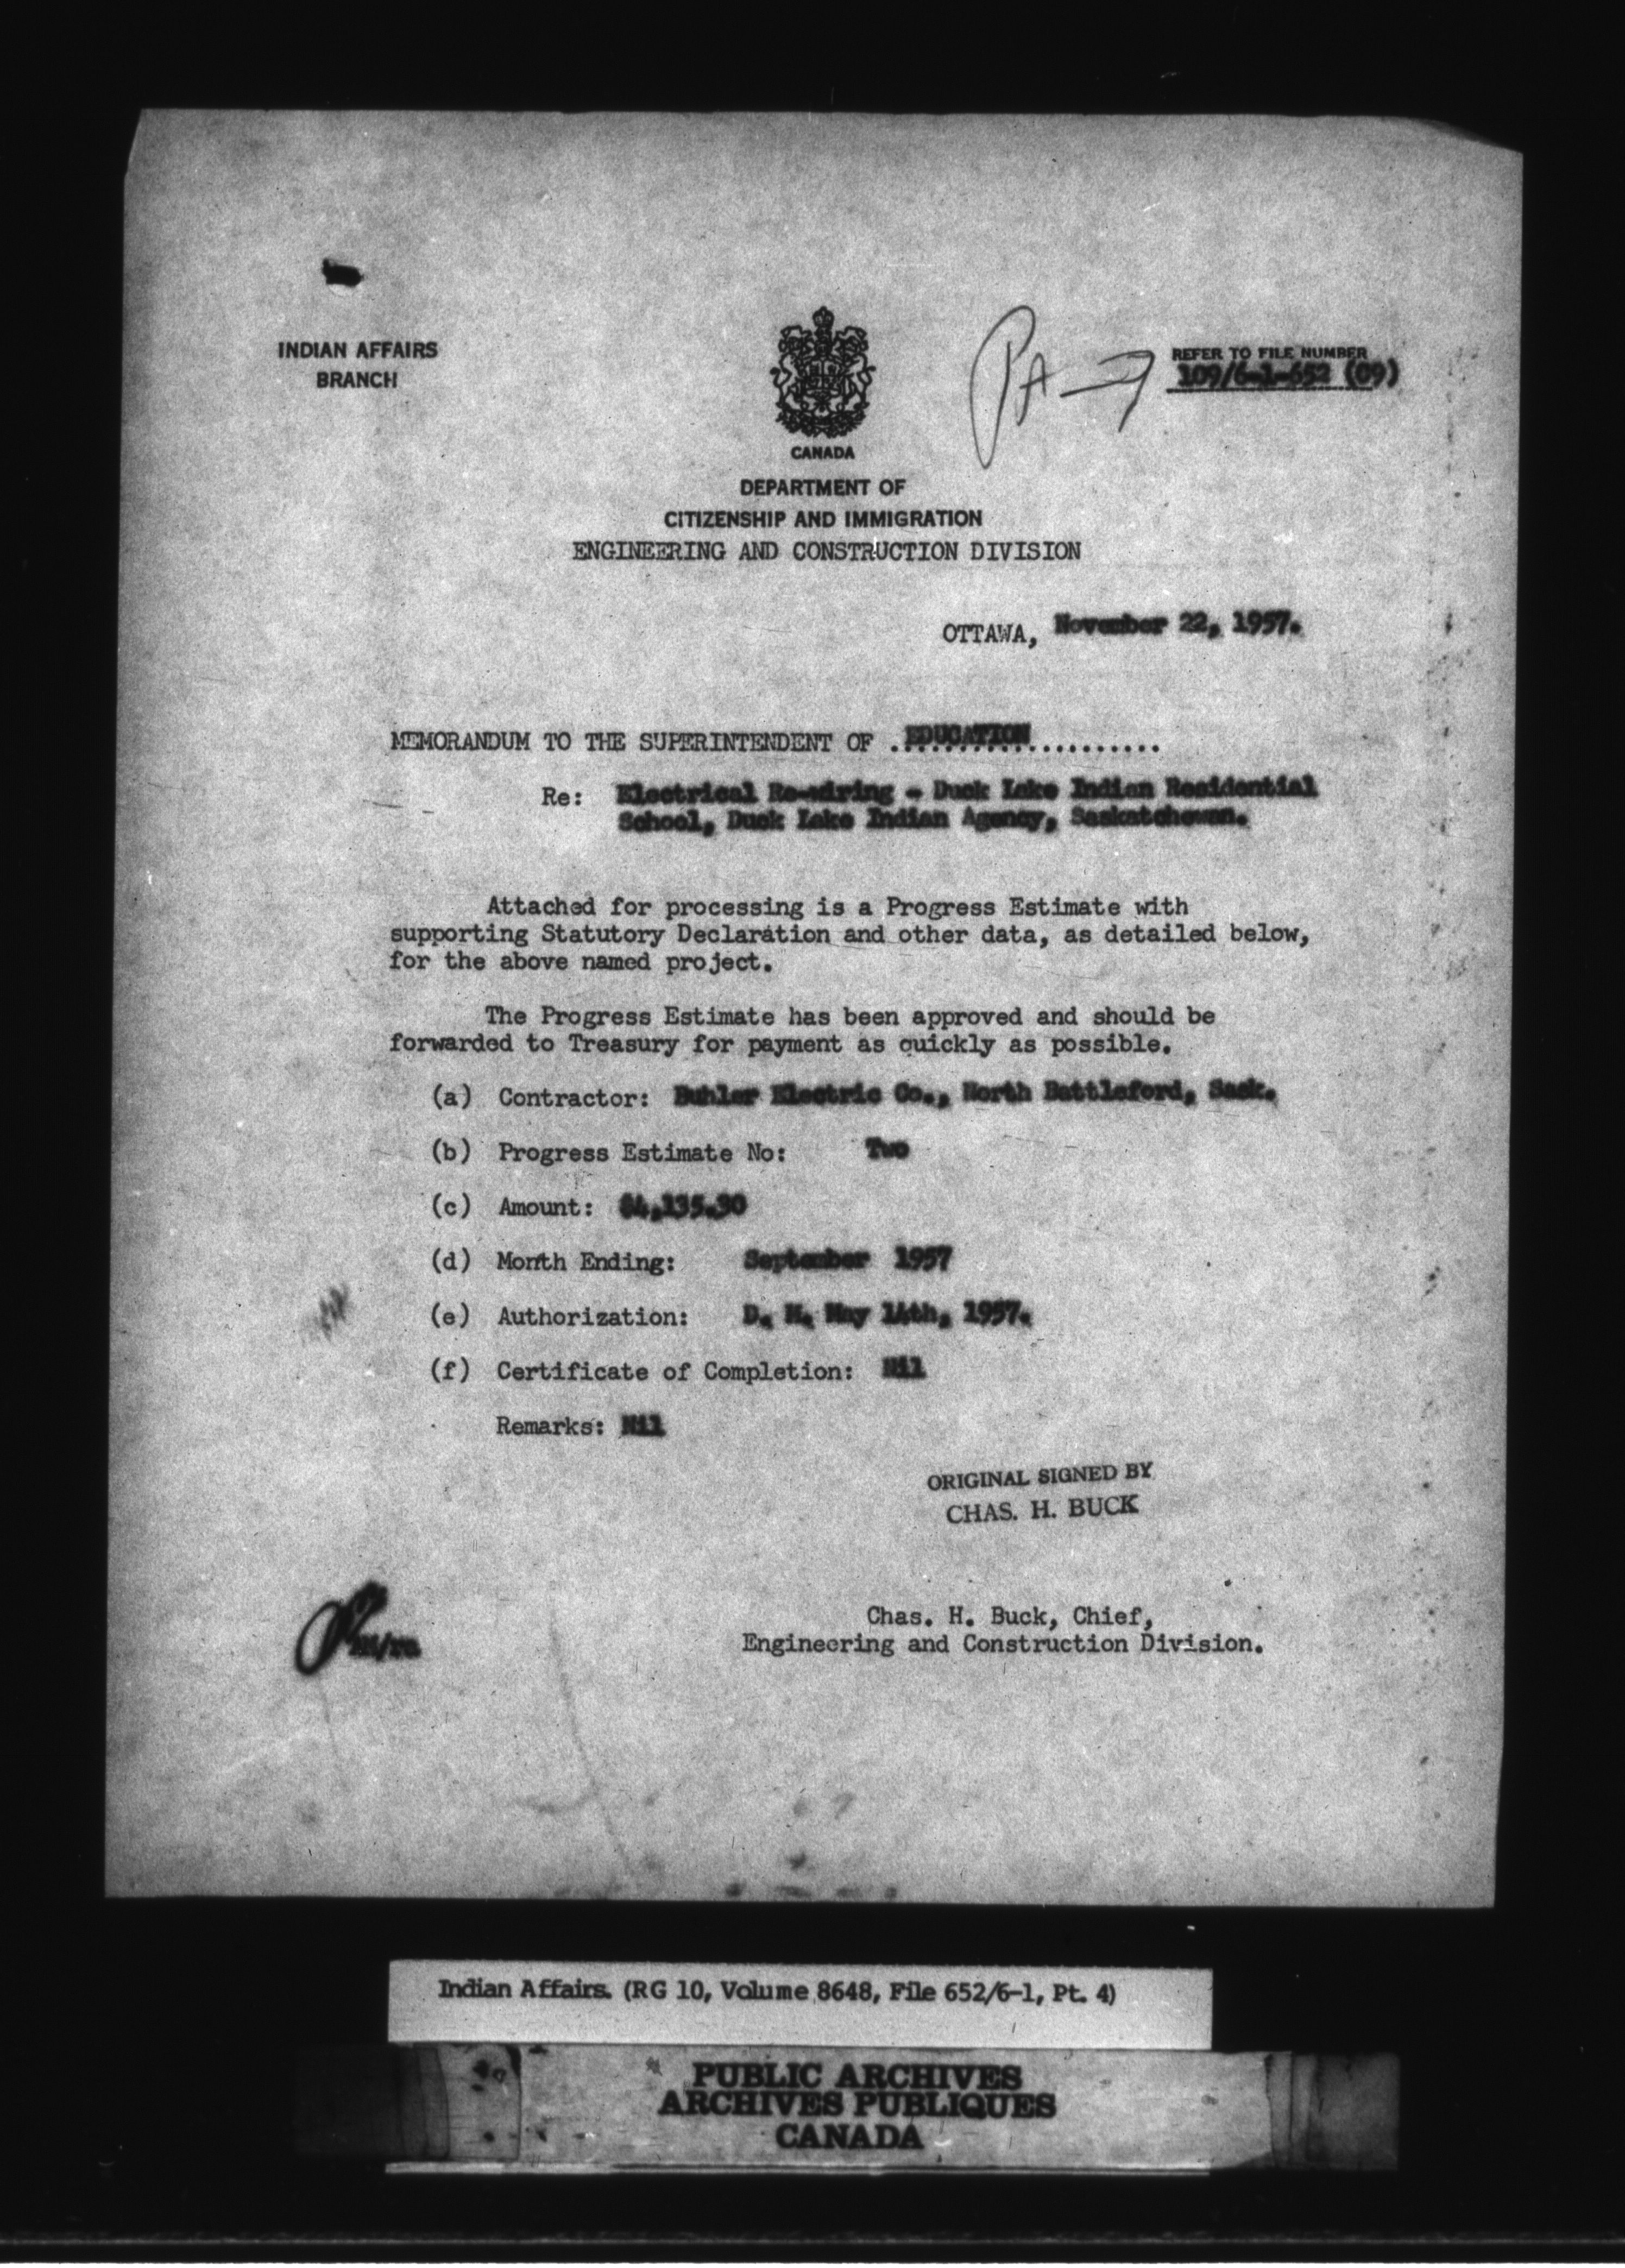 INDIAN AFFAIRS
BRANCH
CANADA
PA
REFER TO FILE NUMBER
109/6-1-652 (09)
DEPARTMENT OF
CITIZENSHIP AND IMMIGRATION
ENGINEERING AND CONSTRUCTION DIVISION
OTTAWA, November 22, 1957.
MEMORANDUM TO THE SUPERINTENDENT OF .EDUCATION...........
Re: Electrical Re-wiring - Duck Lake Indian Residential
School, Duck Lake Indian Agency, Saskatchewan.
Attached for processing is a Progress Estimate with
supporting Statutory Declaration and other data, as detailed below,
for the above named project.
The Progress Estimate has been approved and should be
forwarded to Treasury for payment as quickly as possible.
(a) Contractor: Buhler Electric Co., North Battleford, Sask.
(b) Progress Estimate No: Two
(c) Amount: $4,135.30
(d) Month Ending: September 1957
(e) Authorization: D. M. May 14th, 1957.
(f) Certificate of Completion: Nil
Remarks: Nil
ORIGINAL SIGNED BY
CHAS. H. BUCK
Chas. H. Buck, Chief,
Engineering and Construction Division.
Indian Affairs. (RG 10, Volume 8648, File 652/6-1, Pt. 4)
PUBLIC ARCHIVES
ARCHIVES PUBLIQUES
CANADA